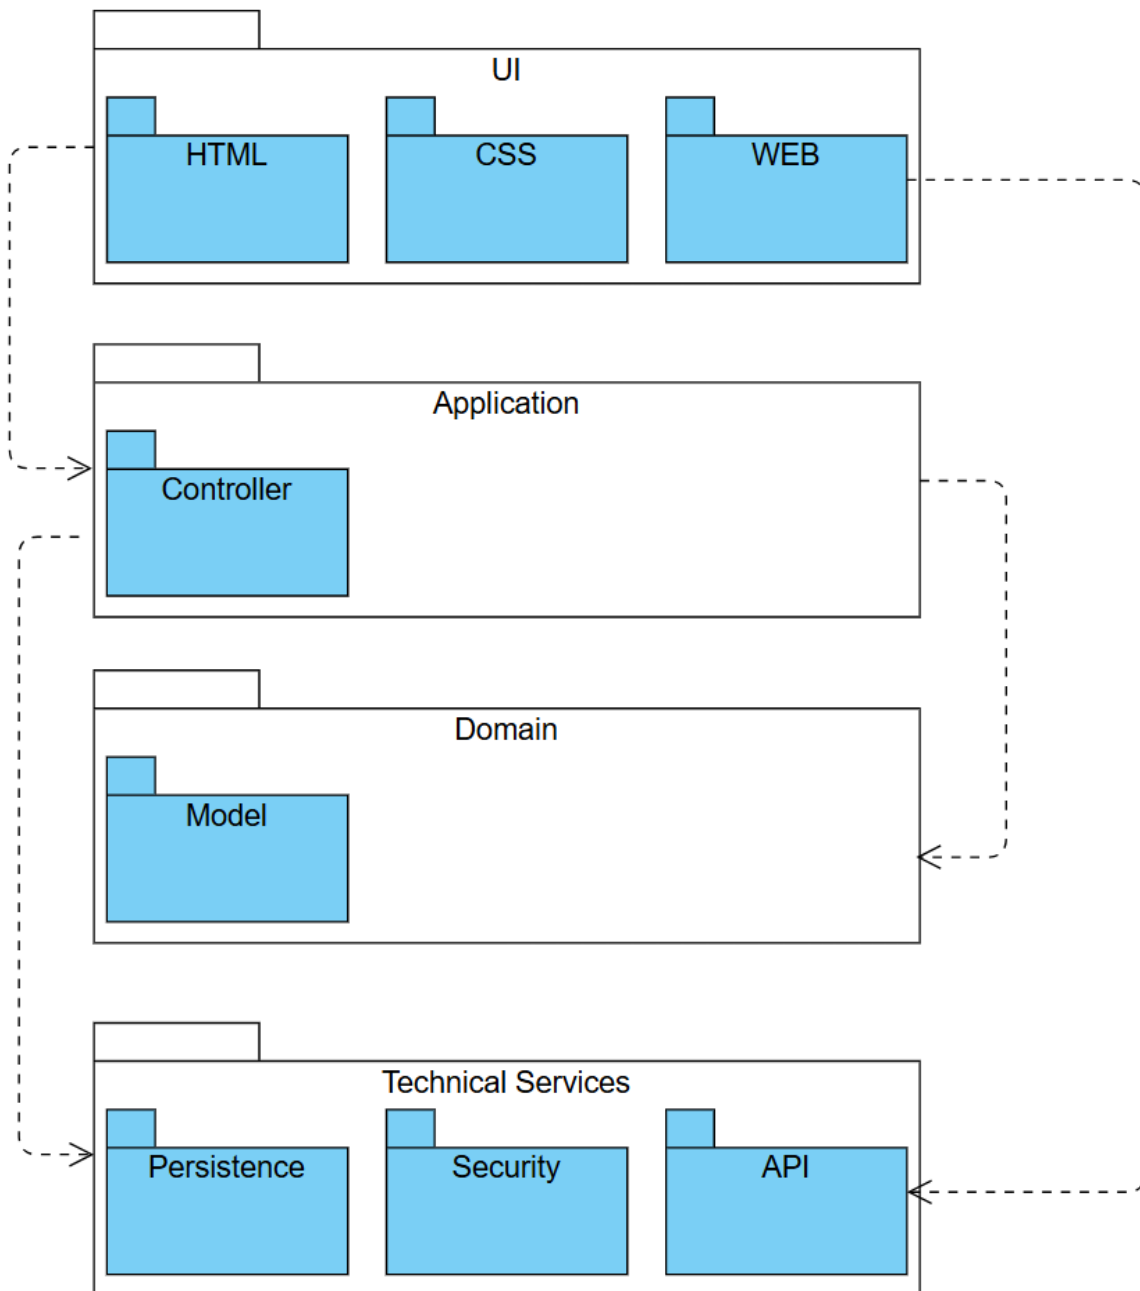 UI
HTML
CSS
WEB
Application
Controller
Domain
Model
Technical Services
Persistence
Security
API